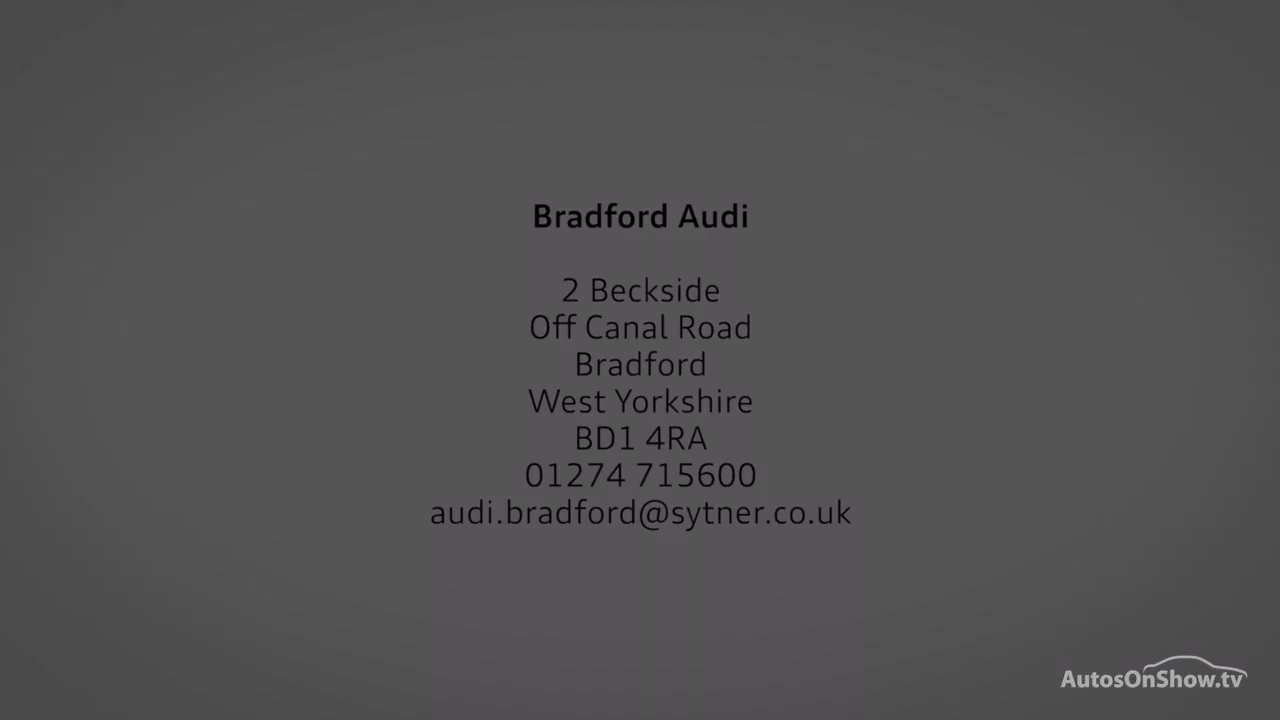 Bradford Audi
2 Beckside
Off Canal Road
Bradford
West Yorkshire
BD1 4RA
01274 715600
audi.bradford@sytner.co.uk
AutosOnShow.tv